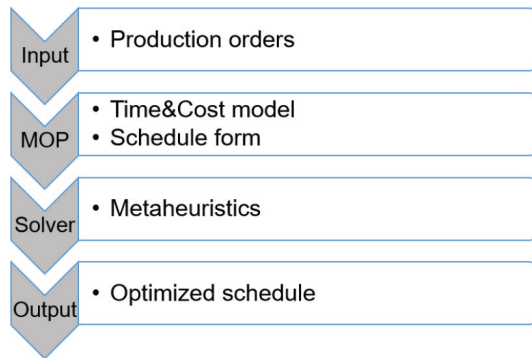 Input
• Production orders
MOP
• Time&Cost model
• Schedule form
Solver
• Metaheuristics
Output
• Optimized schedule